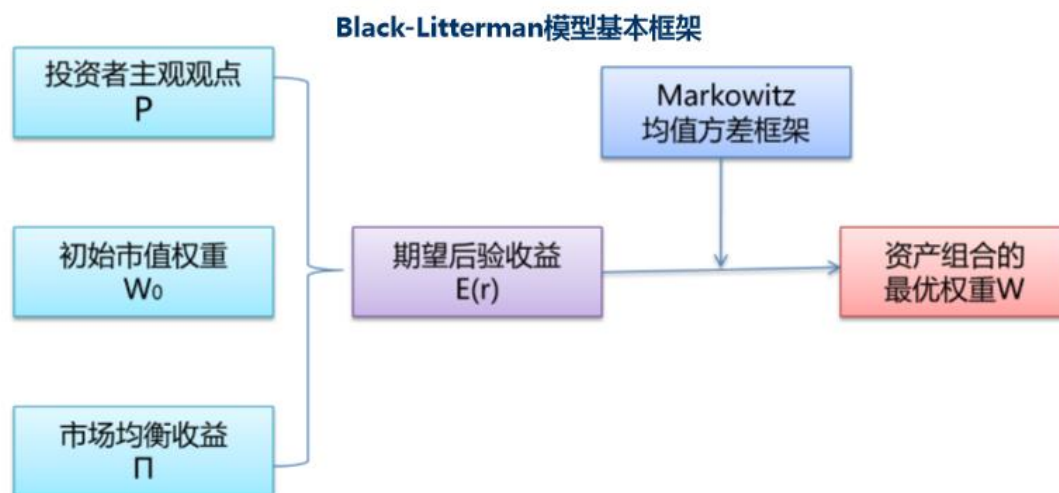 Black-Litterman模型基本框架
投资者主观观点
P
初始市值权重
W₀
市场均衡收益
Π
期望后验收益
E(r)
Markowitz
均值方差框架
资产组合的
最优权重W